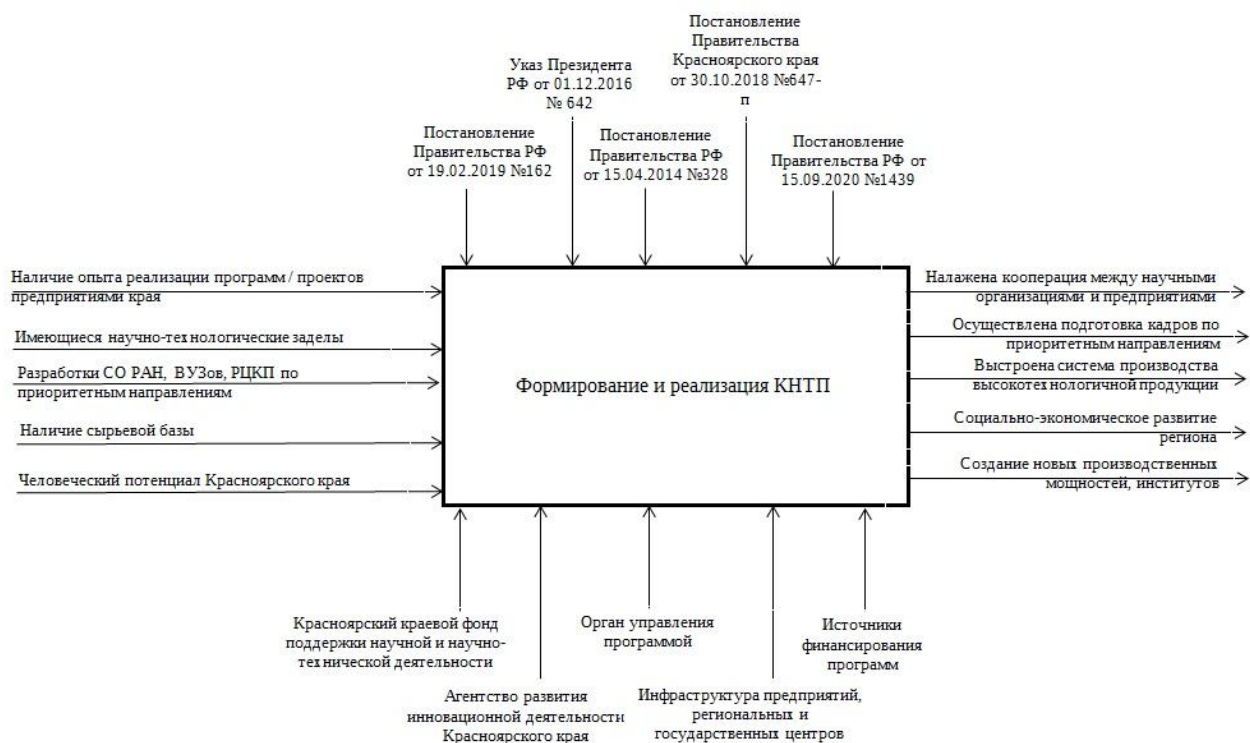 Постановление
Правительства
Красноярского края
от 30.10.2018 №647-
п
Указ Президента
РФ от 01.12.2016
№ 642
Постановление
Правительства РФ
от 19.02.2019 №162
Постановление
Правительства РФ
от 15.04.2014 №328
Постановление
Правительства РФ от
15.09.2020 №1439
Наличие опыта реализации программ / проектов
предприятиями края
Имеющиеся научно-технологические заделы
Разработки СО РАН, ВУЗов, РЦКП по
приоритетным направлениям
Наличие сырьевой базы
Человеческий потенциал Красноярского края
Формирование и реализация КНТП
Налажена кооперация между научными
организациями и предприятиями
Осуществлена подготовка кадров по
приоритетным направлениям
Выстроена система производства
высокотехнологичной продукции
Социально-экономическое развитие
региона
Создание новых производственных
мощностей, институтов
Красноярский краевой фонд
поддержки научной и научно-
технической деятельности
Агентство развития
инновационной деятельности
Красноярского края
Орган управления
программой
Инфраструктура предприятий,
региональных и
государственных центров
Источники
финансирования
программ